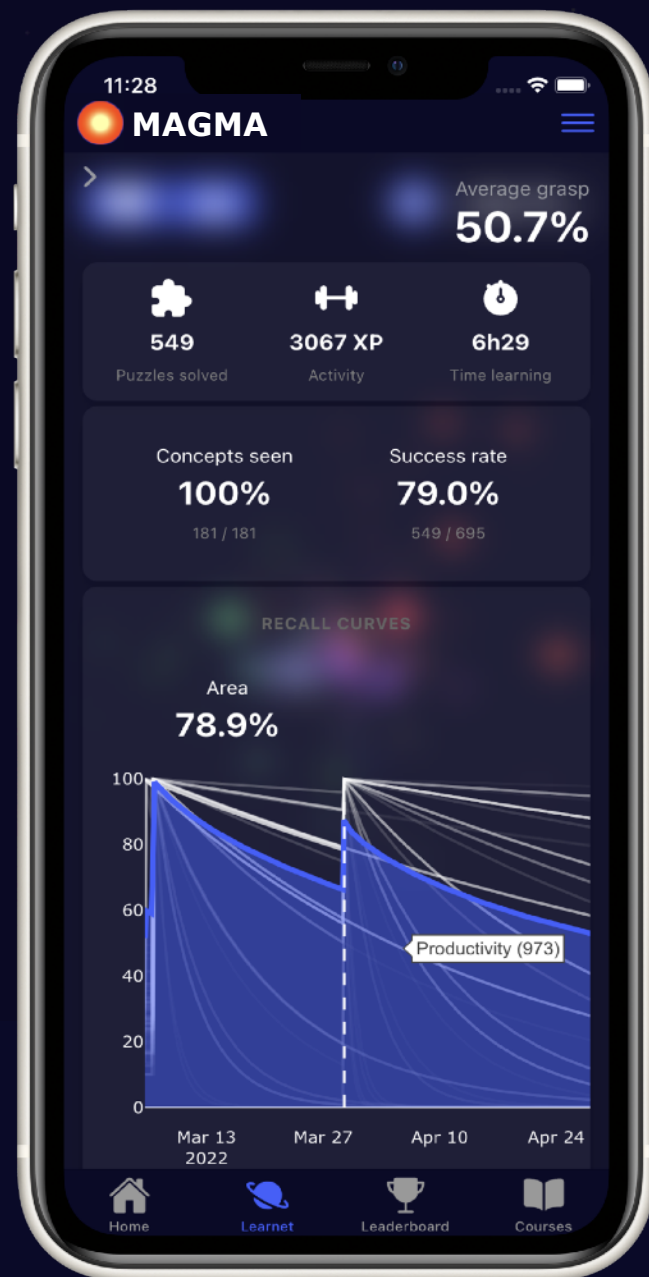 11:28
MAGMA
Average grasp
50.7%
549
3067 XP
6h29
Puzzles solved
Activity
Time learning
Concepts seen
Success rate
100%
79.0%
181 / 181
549 / 695
RECALL CURVES
Area
78.9%
100
80
60
Productivity (973)
40
20
0
Mar 13
2022
Mar 27
Apr 10
Apr 24
Home
Learnet
Leaderboard
Courses